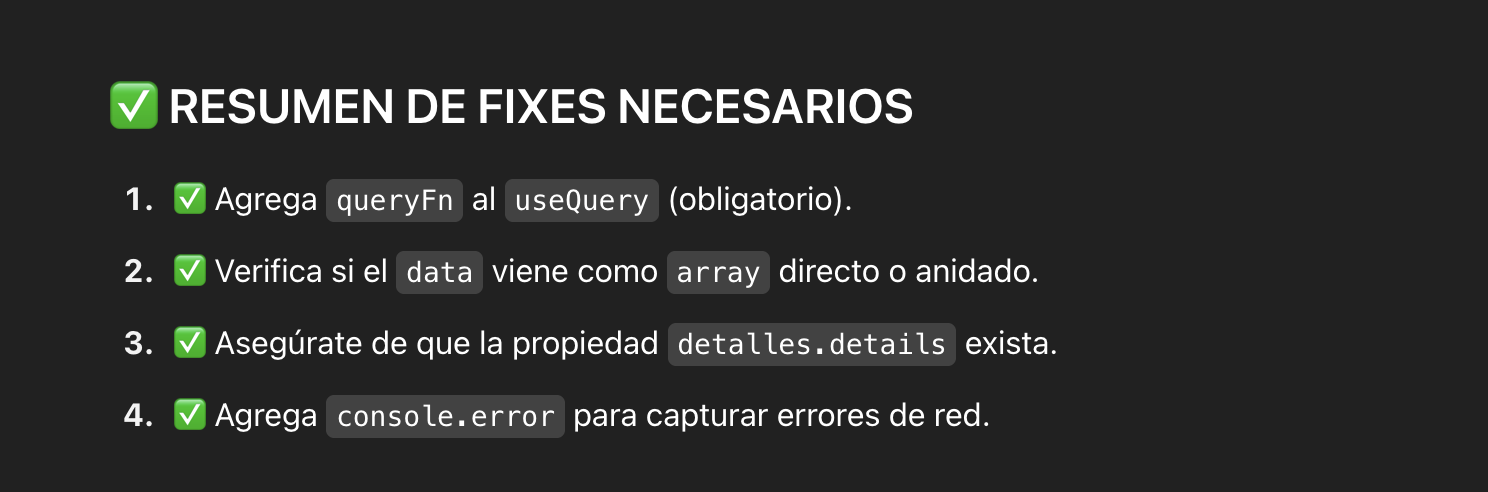 ✅ RESUMEN DE FIXES NECESARIOS
1. ✅ Agrega queryFn al useQuery (obligatorio).
2. ✅ Verifica si el data viene como array directo o anidado.
3. ✅ Asegúrate de que la propiedad detalles.details exista.
4. ✅ Agrega console.error para capturar errores de red.